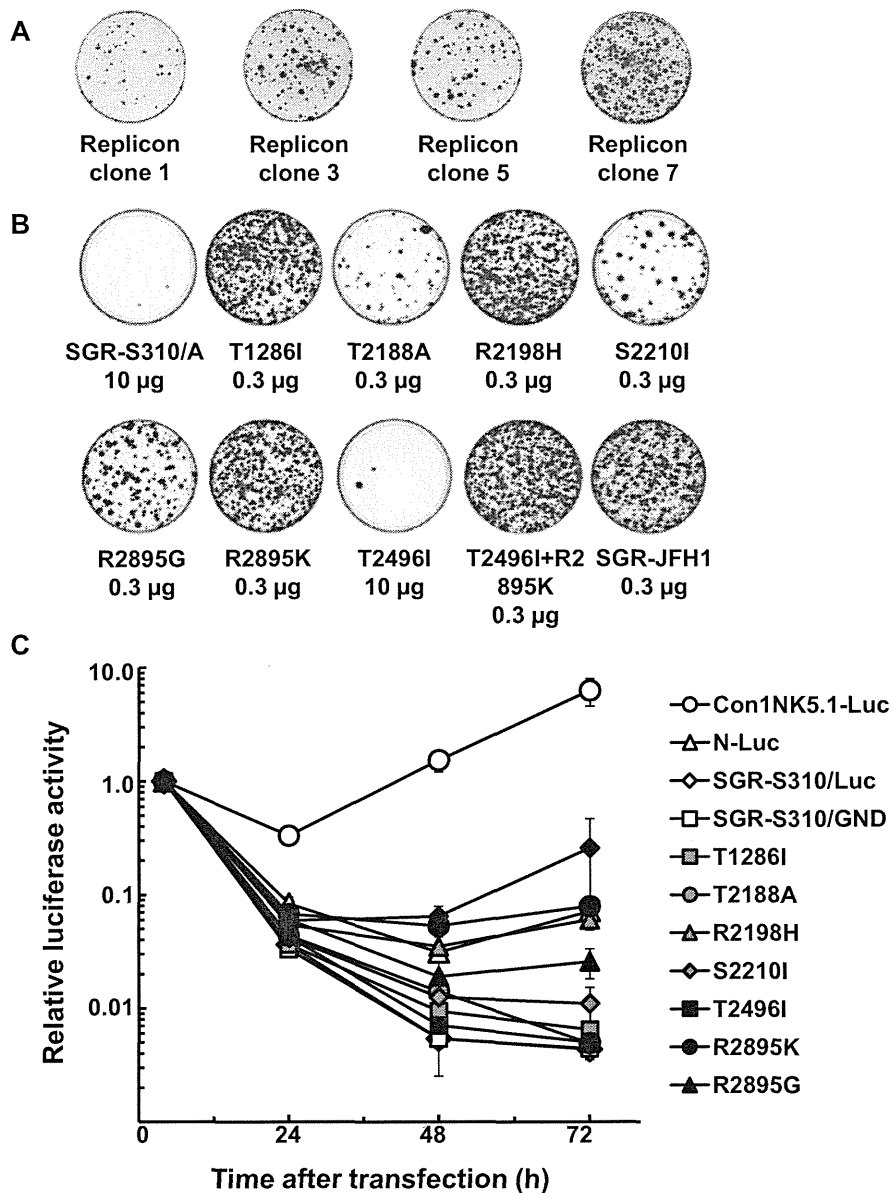 A
Replicon clone 1
Replicon clone 3
Replicon clone 5
Replicon clone 7
B
SGR-S310/A
10 µg
T1286I
0.3 µg
T2188A
0.3 µg
R2198H
0.3 µg
S2210I
0.3 µg
R2895G
0.3 µg
R2895K
0.3 µg
T2496I
10 µg
T2496I+R2
895K
0.3 µg
SGR-JFH1
0.3 µg
C
Relative luciferase activity
10.0
1.0
0.1
0.01
0
24
48
72
Time after transfection (h)
Con1NK5.1-Luc
N-Luc
SGR-S310/Luc
SGR-S310/GND
T1286I
T2188A
R2198H
S2210I
T2496I
R2895K
R2895G